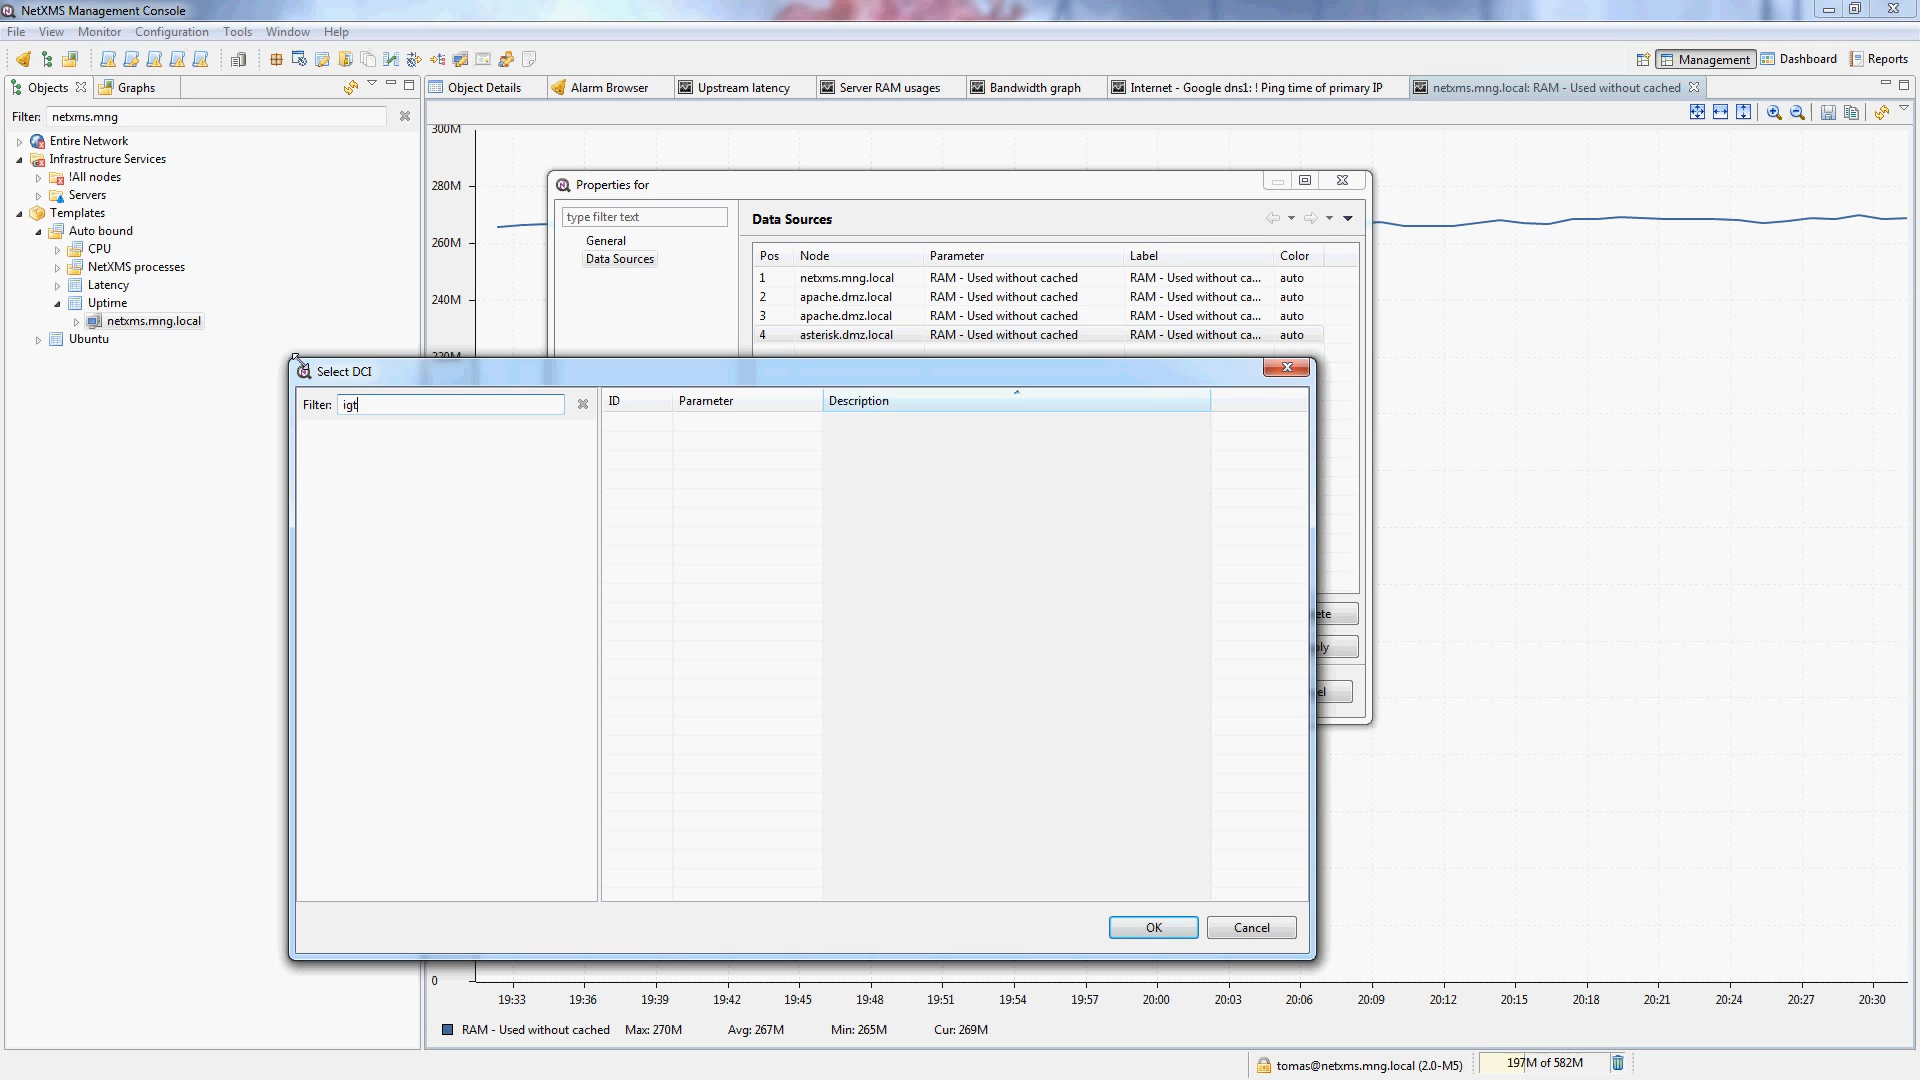 NetXMS Management Console
File View Monitor Configuration Tools Window Help
Management Dashboard Reports
Objects Graphs
Object Details Alarm Browser Upstream latency Server RAM usages Bandwidth graph Internet - Google dns1: ! Ping time of primary IP netxms.mng.local: RAM - Used without cached
Filter: netxms.mng
Entire Network
Infrastructure Services
!All nodes
Servers
Templates
Auto bound
CPU
NetXMS processes
Latency
Uptime
netxms.mng.local
Ubuntu
300M
280M
260M
240M
220M
0
Properties for
type filter text
General
Data Sources
Data Sources
Pos Node Parameter Label Color
1 netxms.mng.local RAM - Used without cached RAM - Used without ca... auto
2 apache.dmz.local RAM - Used without cached RAM - Used without ca... auto
3 apache.dmz.local RAM - Used without cached RAM - Used without ca... auto
4 asterisk.dmz.local RAM - Used without cached RAM - Used without ca... auto
ete
ply
el
Select DCI
Filter: igt
ID Parameter Description
OK Cancel
19:33 19:36 19:39 19:42 19:45 19:48 19:51 19:54 19:57 20:00 20:03 20:06 20:09 20:12 20:15 20:18 20:21 20:24 20:27 20:30
RAM - Used without cached Max: 270M Avg: 267M Min: 265M Cur: 269M
tomas@netxms.mng.local (2.0-M5) 197M of 582M